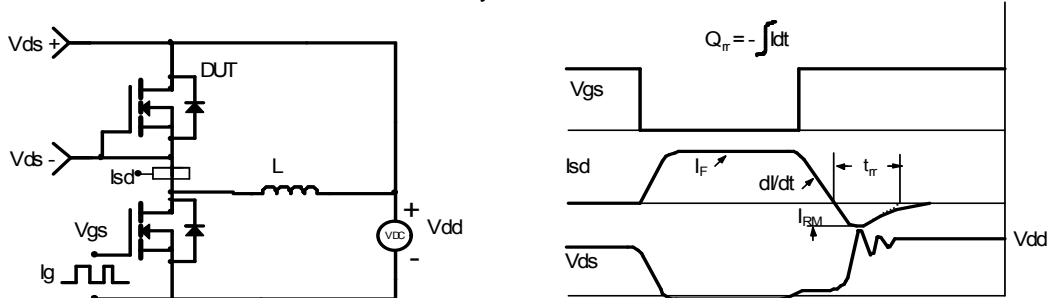 Vds +
DUT
Vds -
Isd
L
Vgs
Ig
VDC
+
-
Vdd
Qrr = - ∫Idt
Vgs
Isd
IF
dI/dt
trr
IRM
Vds
Vdd